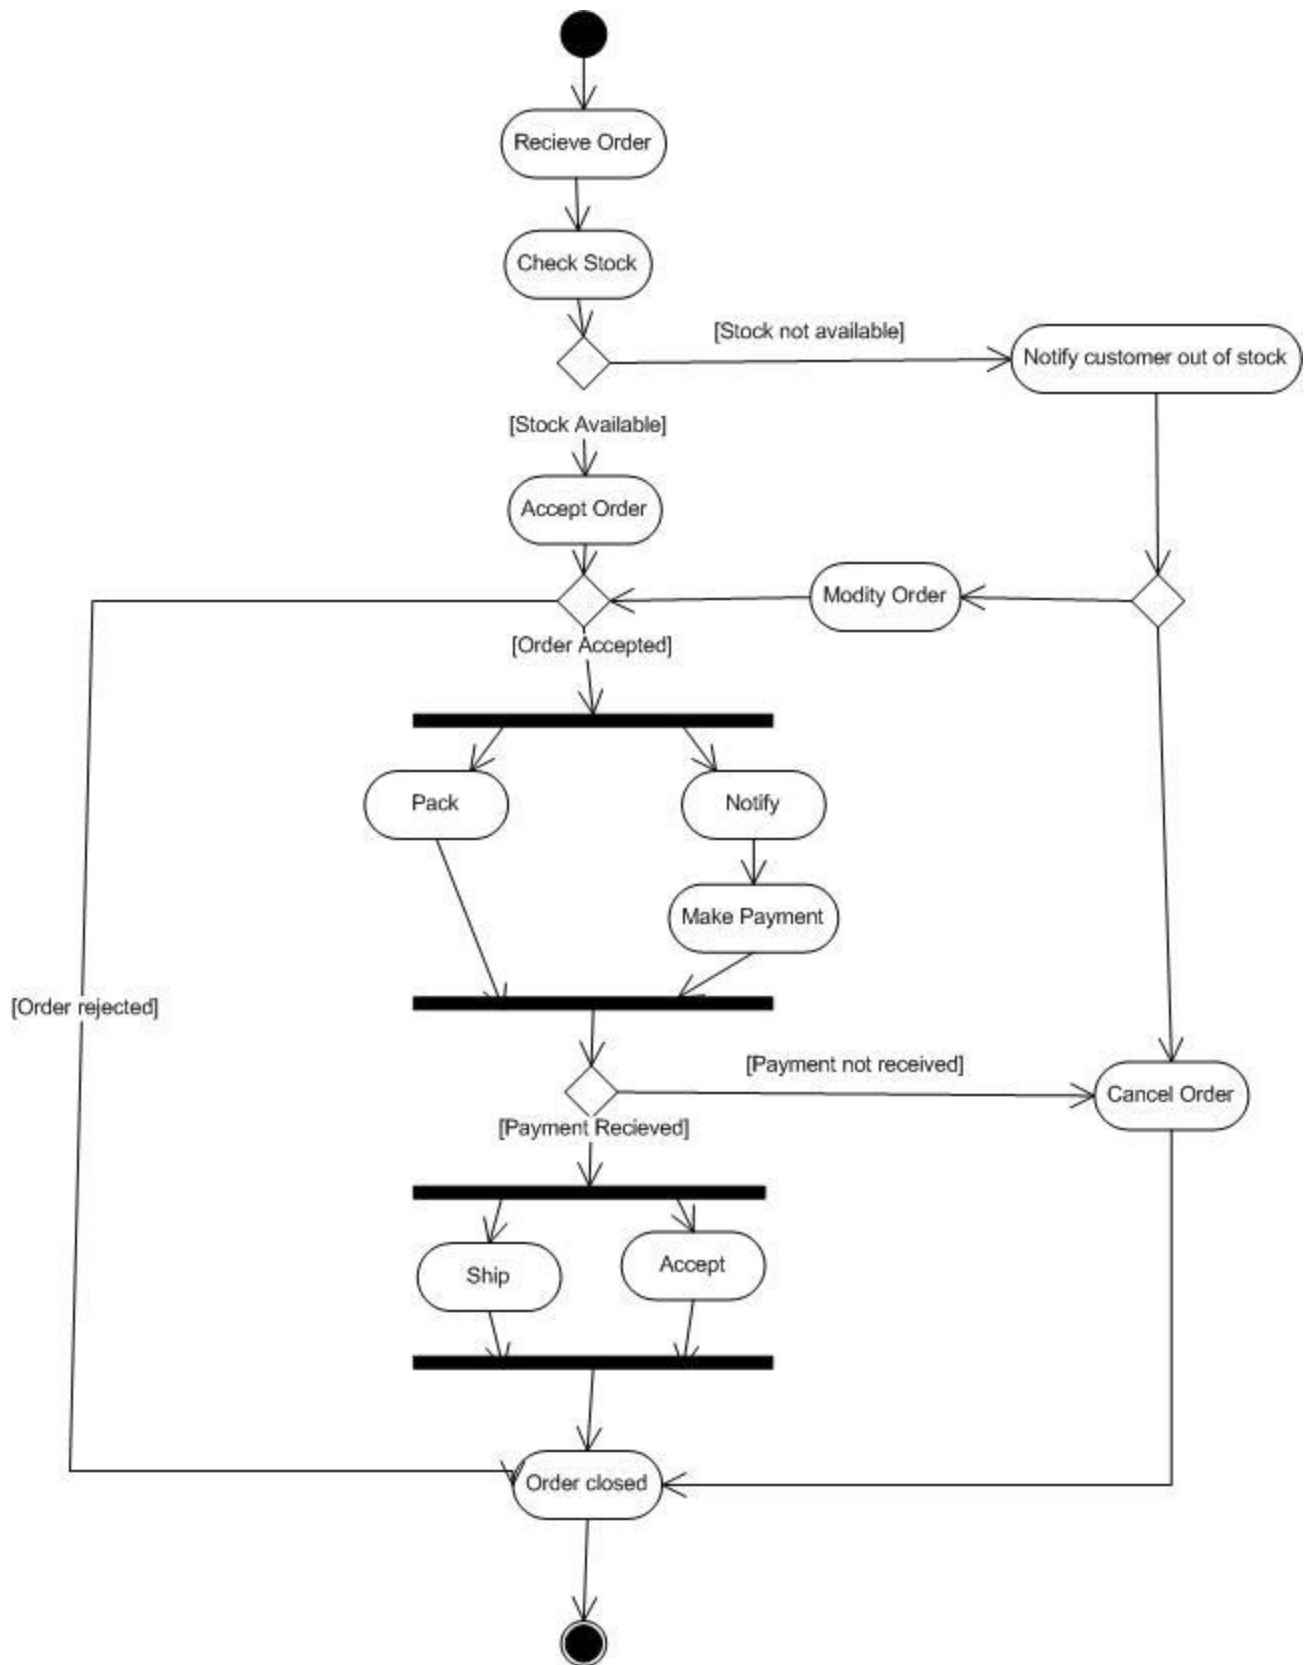 Recieve Order
Check Stock
[Stock not available]
Notify customer out of stock
[Stock Available]
Accept Order
Modity Order
[Order Accepted]
Pack
Notify
Make Payment
[Order rejected]
[Payment not received]
Cancel Order
[Payment Recieved]
Ship
Accept
Order closed